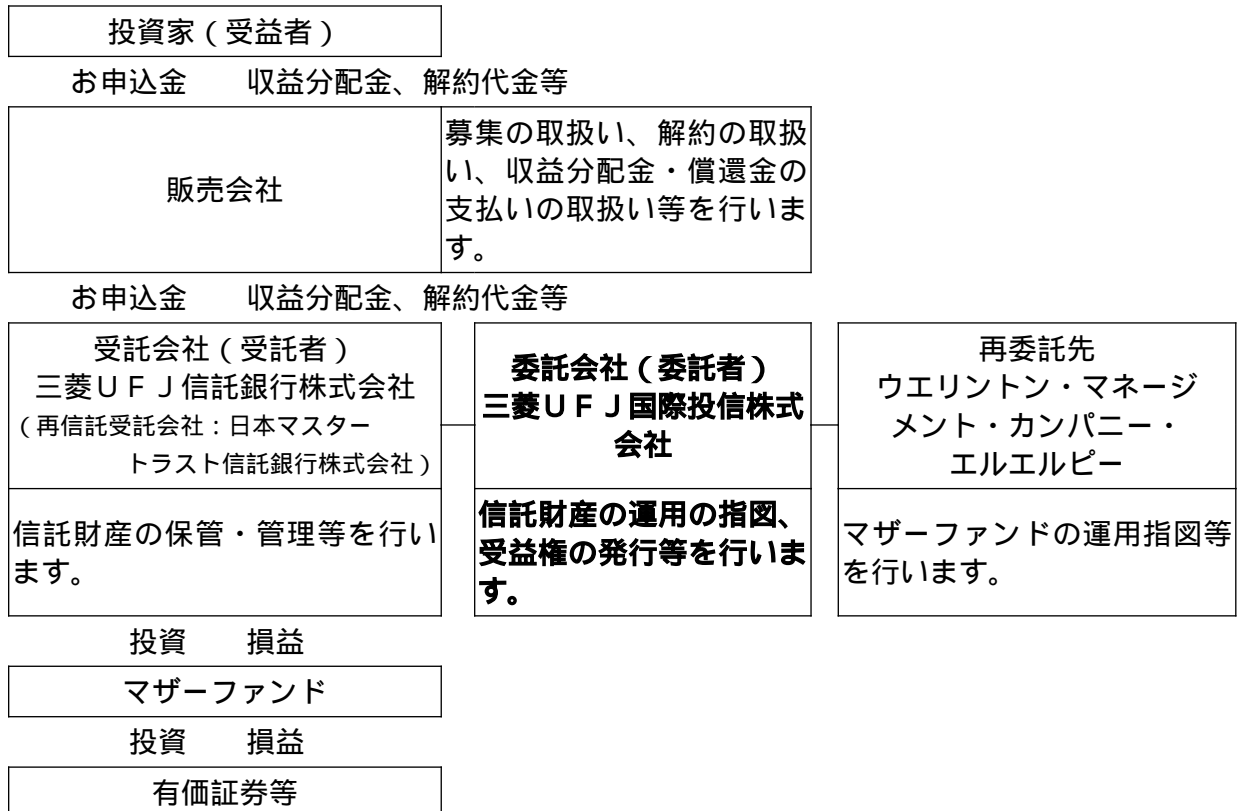 投資家（受益者）
お申込金　　収益分配金、解約代金等
販売会社
募集の取扱い、解約の取扱
い、収益分配金・償還金の
支払いの取扱い等を行いま
す。
お申込金　　収益分配金、解約代金等
受託会社（受託者）
三菱ＵＦＪ信託銀行株式会社
（再信託受託会社：日本マスター
トラスト信託銀行株式会社）
委託会社（委託者）
三菱ＵＦＪ国際投信株式
会社
再委託先
ウエリントン・マネージ
メント・カンパニー・
エルエルピー
信託財産の保管・管理等を行い
ます。
信託財産の運用の指図、
受益権の発行等を行いま
す。
マザーファンドの運用指図等
を行います。
投資　　損益
マザーファンド
投資　　損益
有価証券等